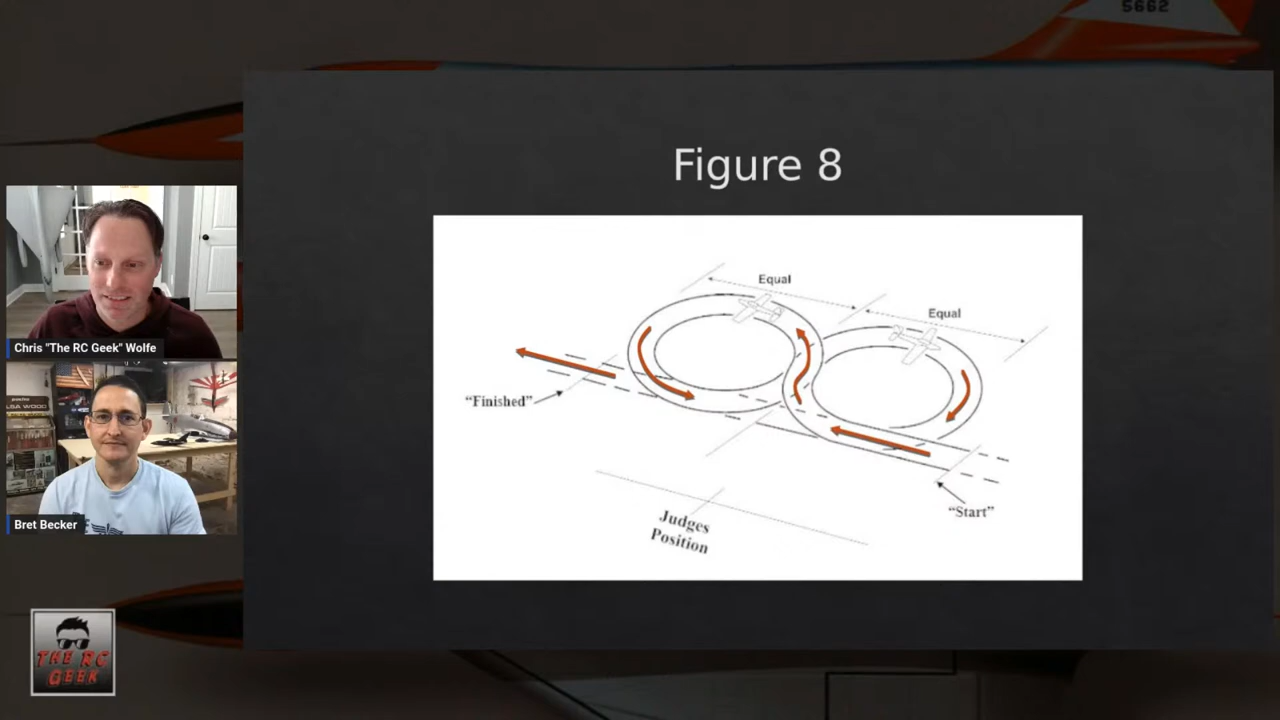 5662
Figure 8
Equal
Equal
"Finished"
"Start"
Judges
Position
Chris "The RC Geek" Wolfe
LSA WOOD
Bret Becker
THE RC
GEEK